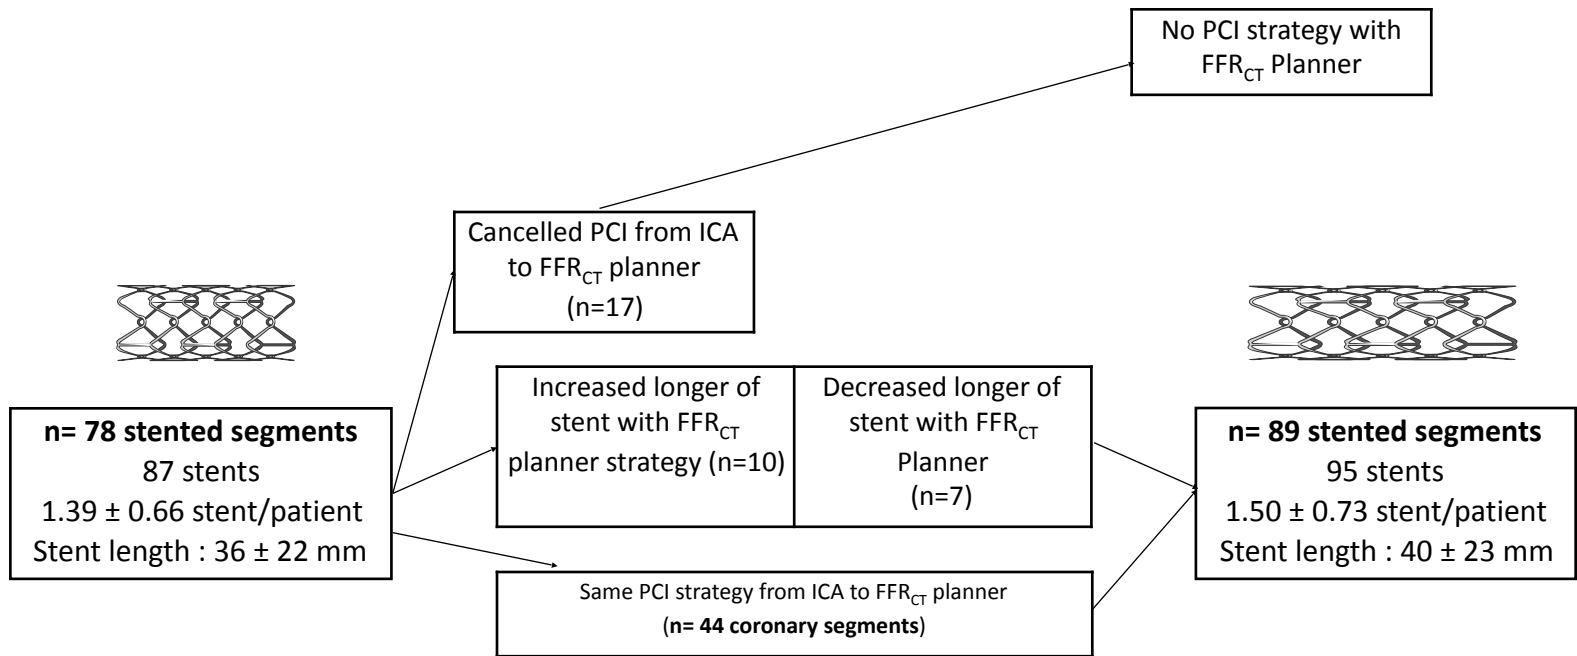 No PCI strategy with
FFRCT Planner
Cancelled PCI from ICA
to FFRCT planner
(n=17)
Increased longer of
stent with FFRCT
planner strategy (n=10)
Decreased longer of
stent with FFRCT
Planner
(n=7)
n= 78 stented segments
87 stents
1.39 ± 0.66 stent/patient
Stent length : 36 ± 22 mm
n= 89 stented segments
95 stents
1.50 ± 0.73 stent/patient
Stent length : 40 ± 23 mm
Same PCI strategy from ICA to FFRCT planner
(n= 44 coronary segments)